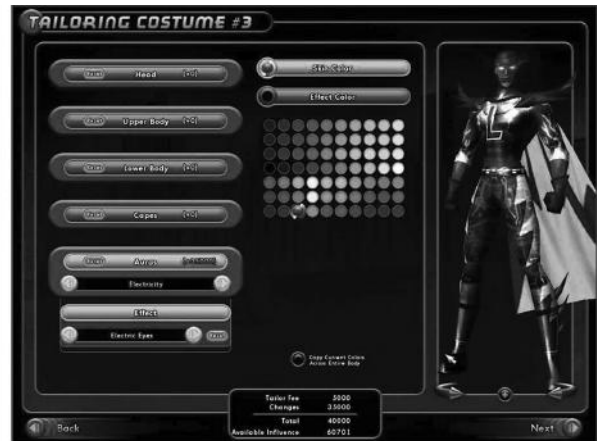 TAILORING COSTUME #3
Head
Skin Color
Effect Color
Upper Body
Lower Body
Capes
Auras
Electricity
Effect
Electric Eyes
Copy Current Colors
Across Entire Body
L
Tailor Fee 5000
Changes 35000
Total 40000
Available Influence 60701
Back
Next